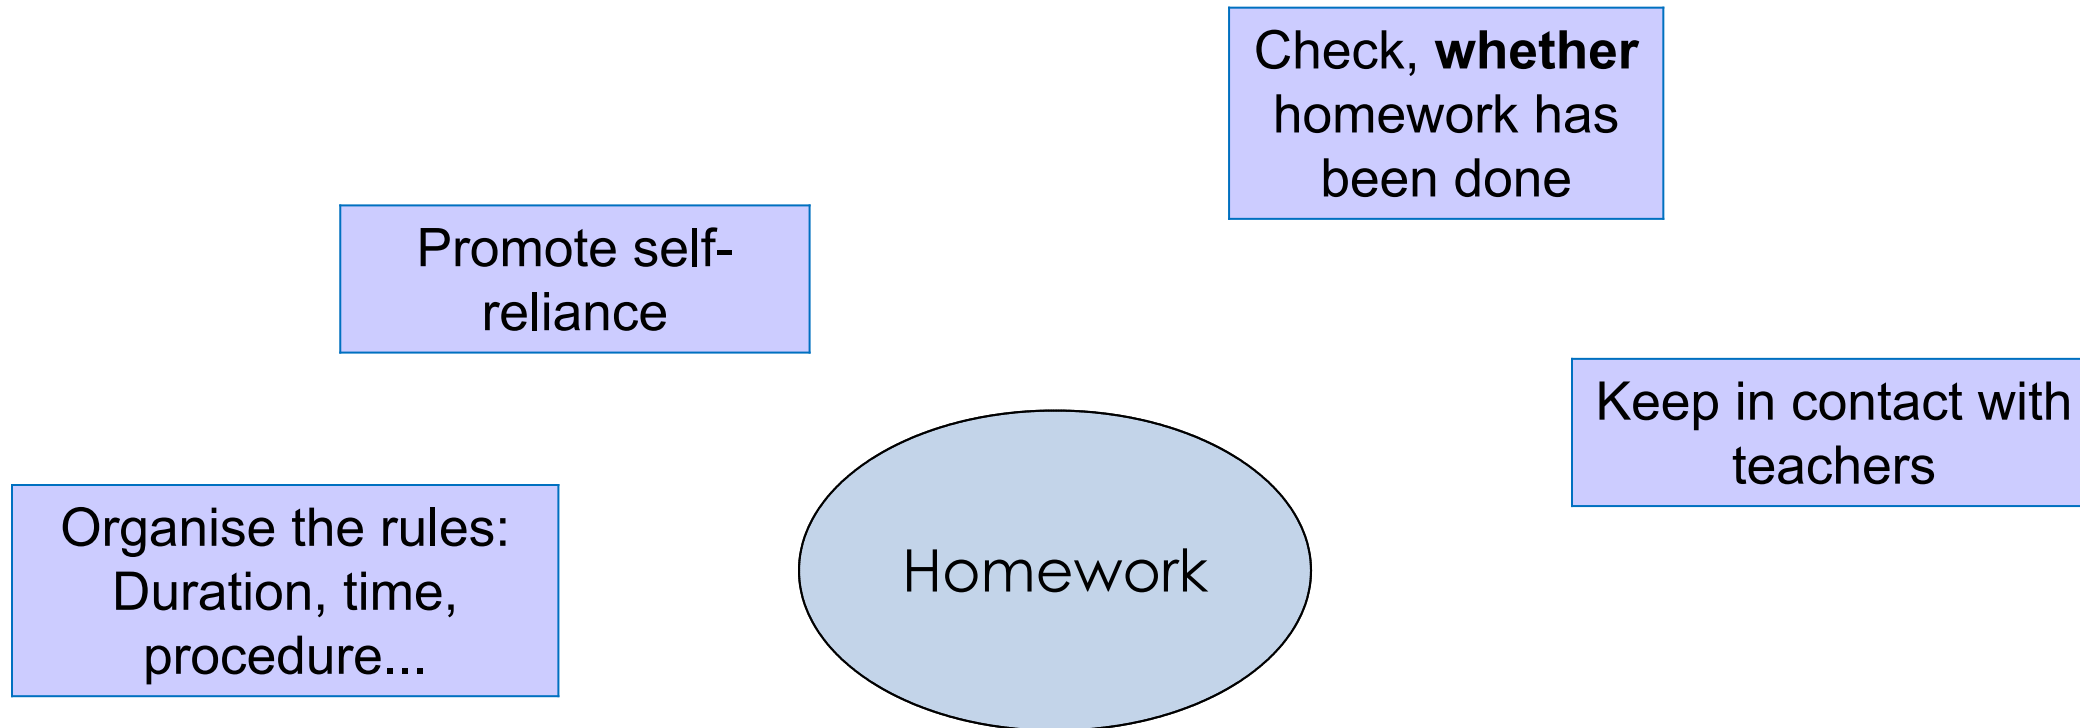 Check, whether
homework has
been done
Promote self-
reliance
Keep in contact with
teachers
Organise the rules:
Duration, time,
procedure...
Homework